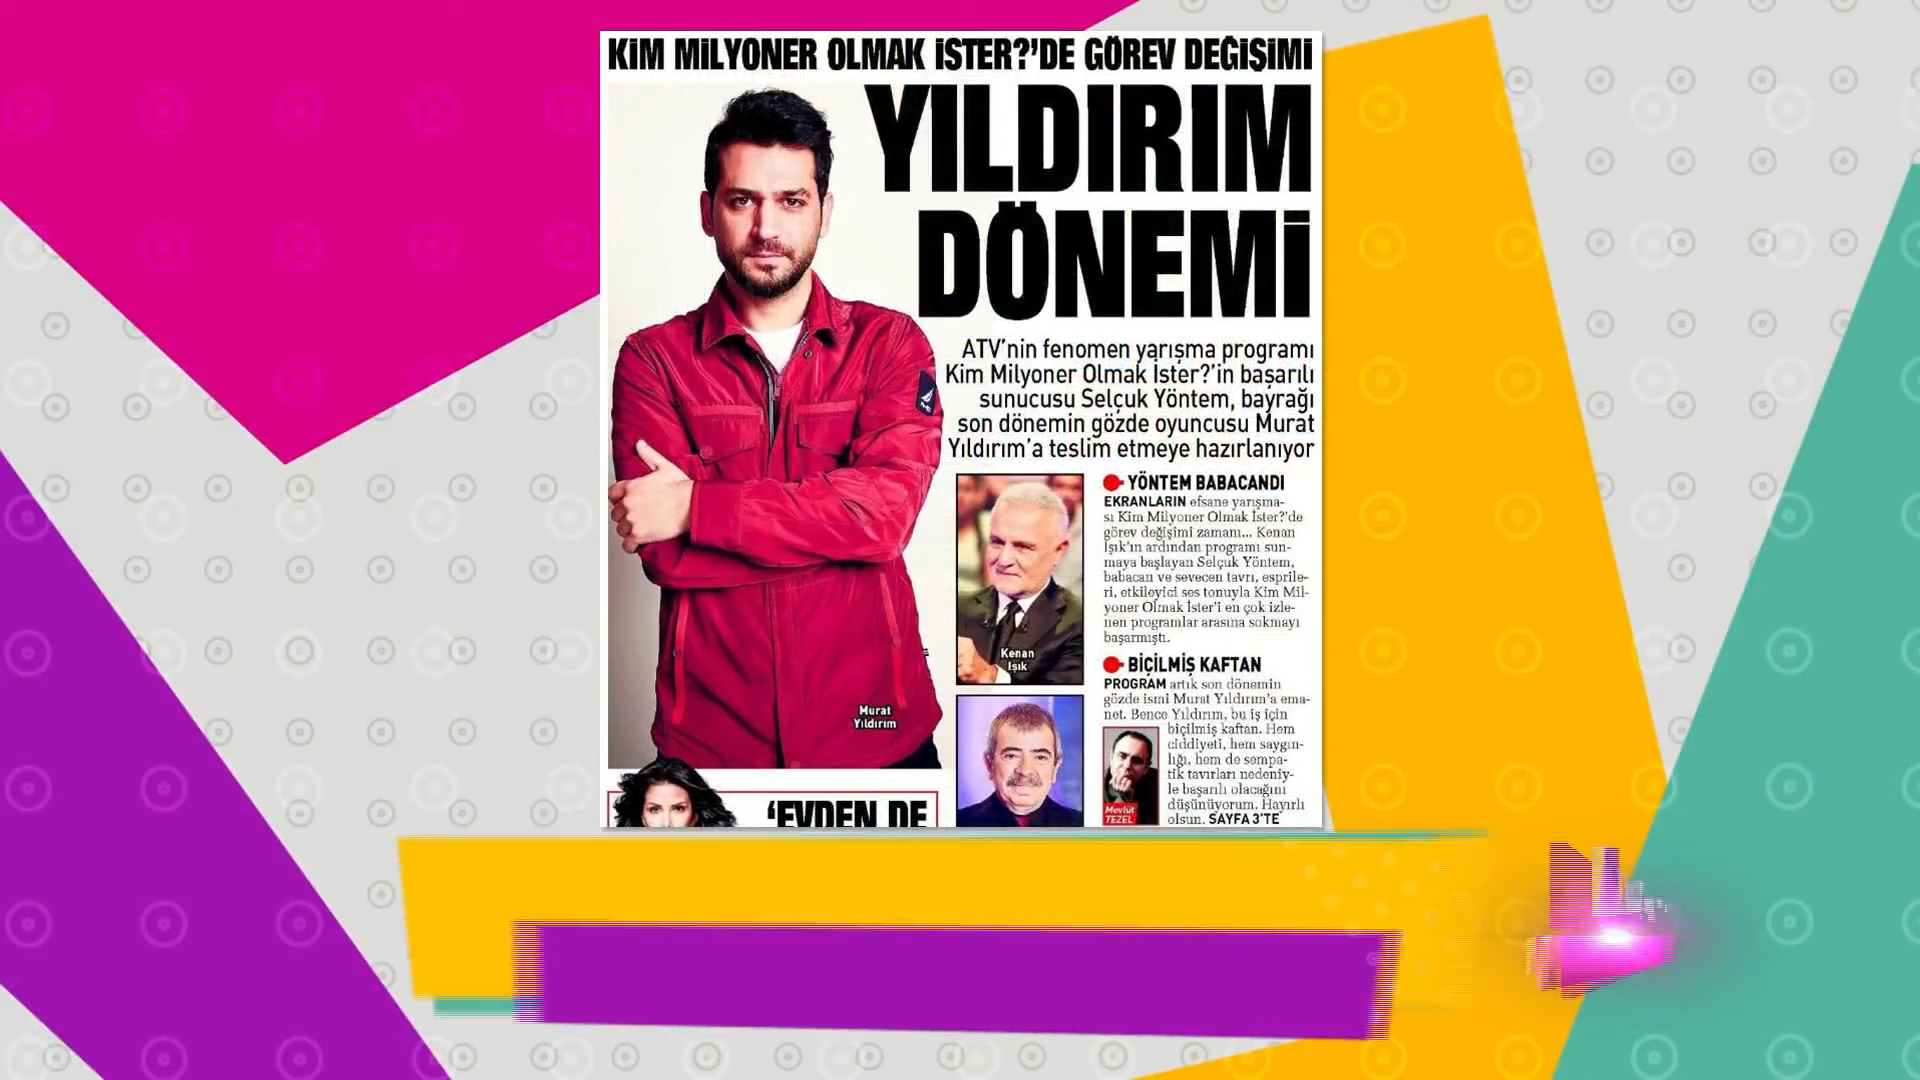 KİM MİLYONER OLMAK İSTER?'DE GÖREV DEĞİŞİMİ
YILDIRIM
DÖNEMİ
ATV'nin fenomen yarışma programı
Kim Milyoner Olmak İster?'in başarılı
sunucusu Selçuk Yöntem, bayrağı
son dönemin gözde oyuncusu Murat
Yıldırım'a teslim etmeye hazırlanıyor
YÖNTEM BABACANDI
EKRANLARIN efsane yarışma-
sı Kim Milyoner Olmak İster?'de
görev değişimi zamanı... Kenan
Işık'ın ardından programı sun-
maya başlayan Selçuk Yöntem,
babacan ve sevecen tavrı, esprile-
ri, etkileyici ses tonuyla Kim Mil-
yoner Olmak İster'i en çok izle-
nen programlar arasına sokmayı
başarmıştı.
Kenan
Işık
BİÇİLMİŞ KAFTAN
PROGRAM artık son dönemin
gözde ismi Murat Yıldırım'a ema-
net. Bence Yıldırım, bu iş için
biçilmiş kaftan. Hem
ciddiyeti, hem saygın-
lığı, hem de sempa-
tik tavırları nedeniy-
le başarılı olacağını
düşünüyorum. Hayırlı
olsun. SAYFA 3'TE
Mevlüt
TEZEL
Murat
Yıldırım
'EVDEN DE